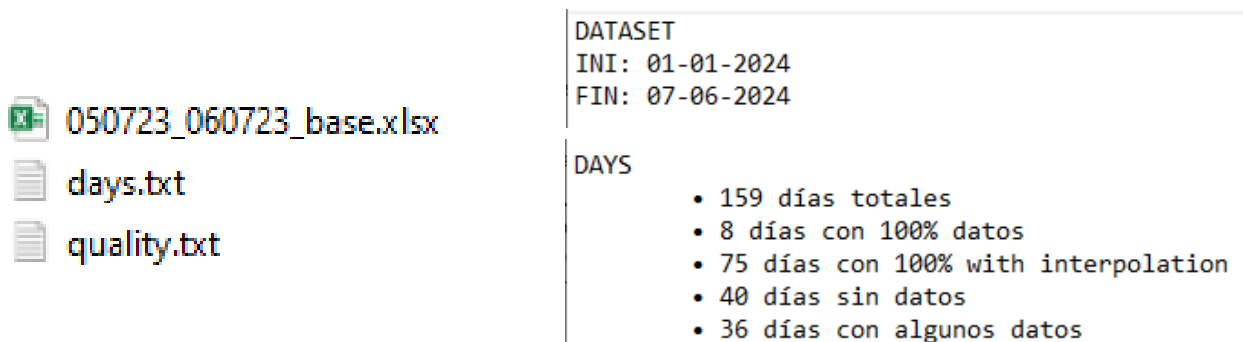 050723_060723_base.xlsx
days.txt
quality.txt
DATASET
INI: 01-01-2024
FIN: 07-06-2024
DAYS
• 159 días totales
• 8 días con 100% datos
• 75 días con 100% with interpolation
• 40 días sin datos
• 36 días con algunos datos